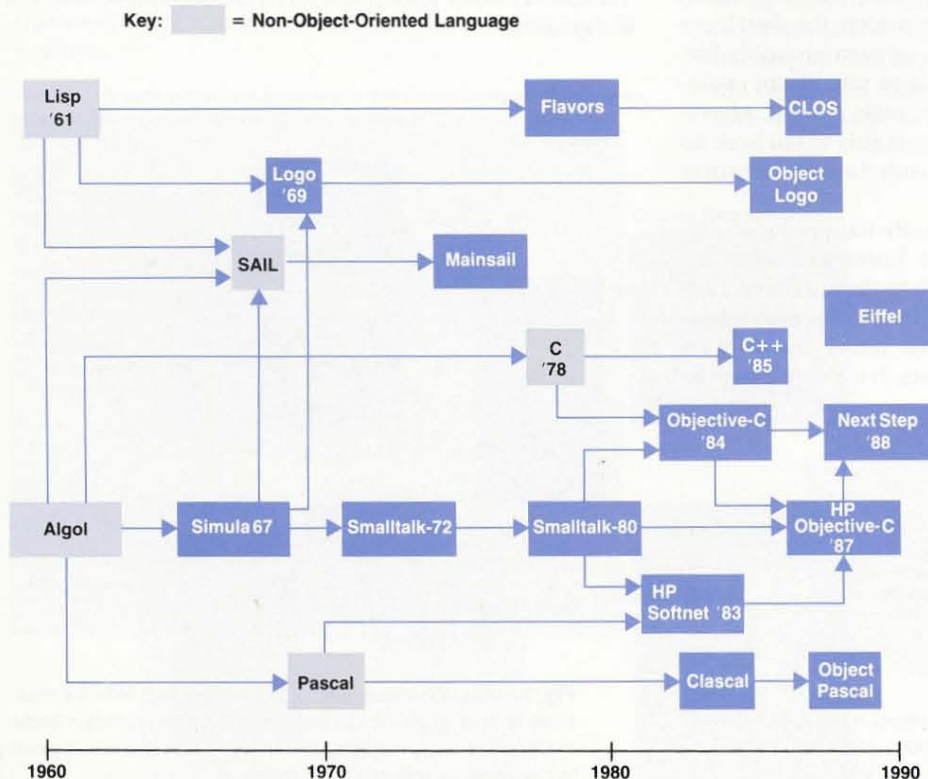 Key: = Non-Object-Oriented Language
Lisp
'61
Flavors
CLOS
Logo
'69
Object
Logo
SAIL
Mainsail
Eiffel
C
'78
C++
'85
Objective-C
'84
Next Step
'88
Algol
Simula 67
Smalltalk-72
Smalltalk-80
HP
Objective-C
'87
HP
Softnet '83
Pascal
Clascal
Object
Pascal
1960
1970
1980
1990